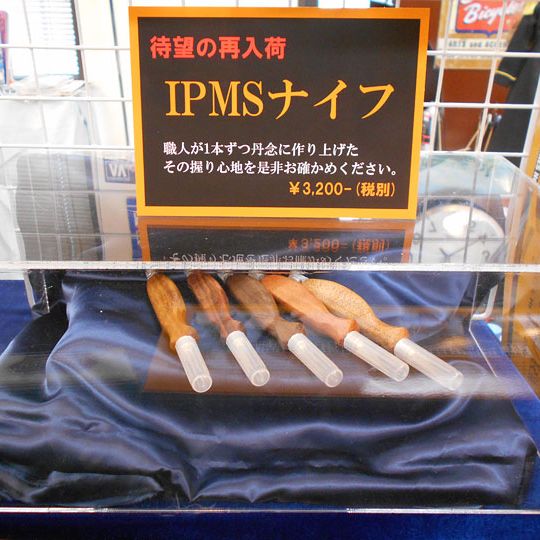 待望の再入荷
IPMSナイフ
職人が1本ずつ丹念に作り上げた
その握り心地を是非お確かめください。
￥3,200-(税別)
Bicycle